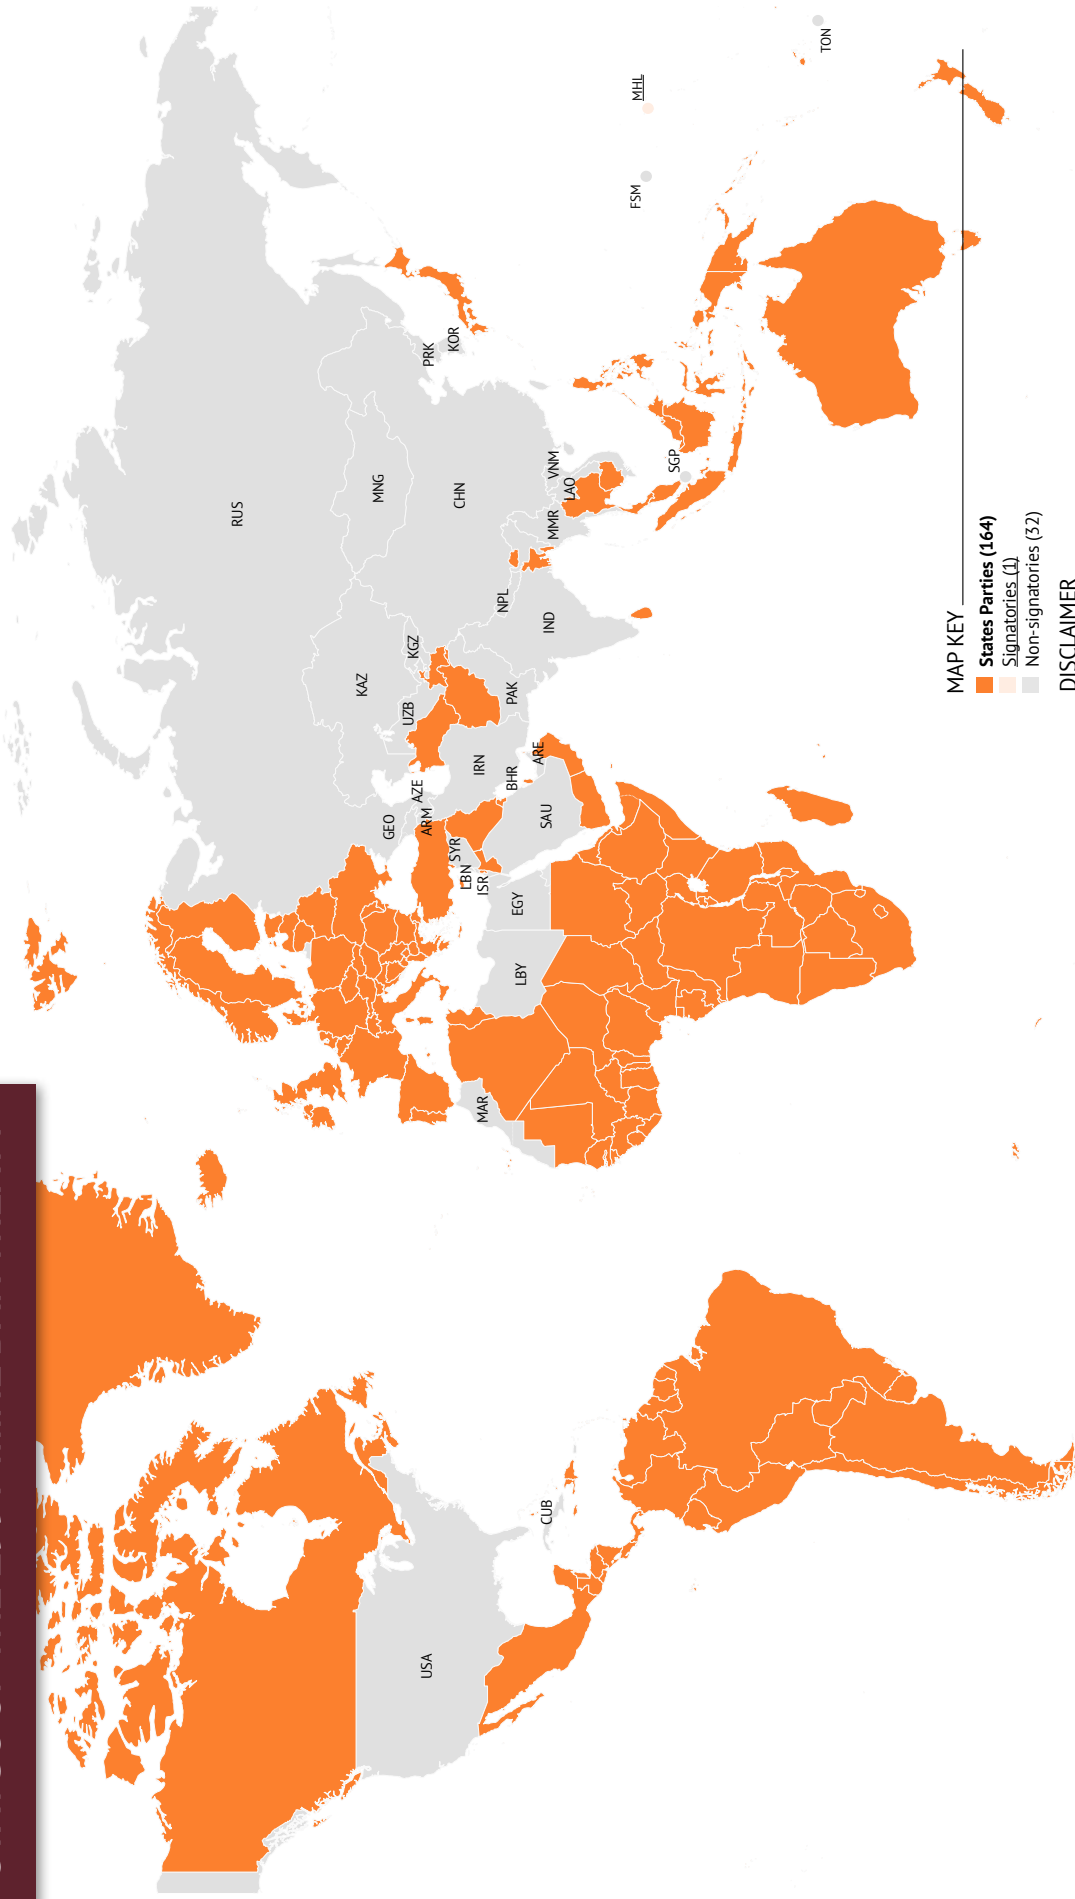 RUS
KAZ
MNG
GEO
UZB
KGZ
AZE
USA
ARM
PRK
KOR
SYR
CHN
LBN
IRN
MAR
ISR
NPL
BHR
PAK
EGY
LBY
ARE
CUB
SAU
IND
MMR
VNM
LAO
FSM
MHL
SGP
TON
MAP KEY
States Parties (164)
Signatories (1)
Non-signatories (32)
DISCLAIMER